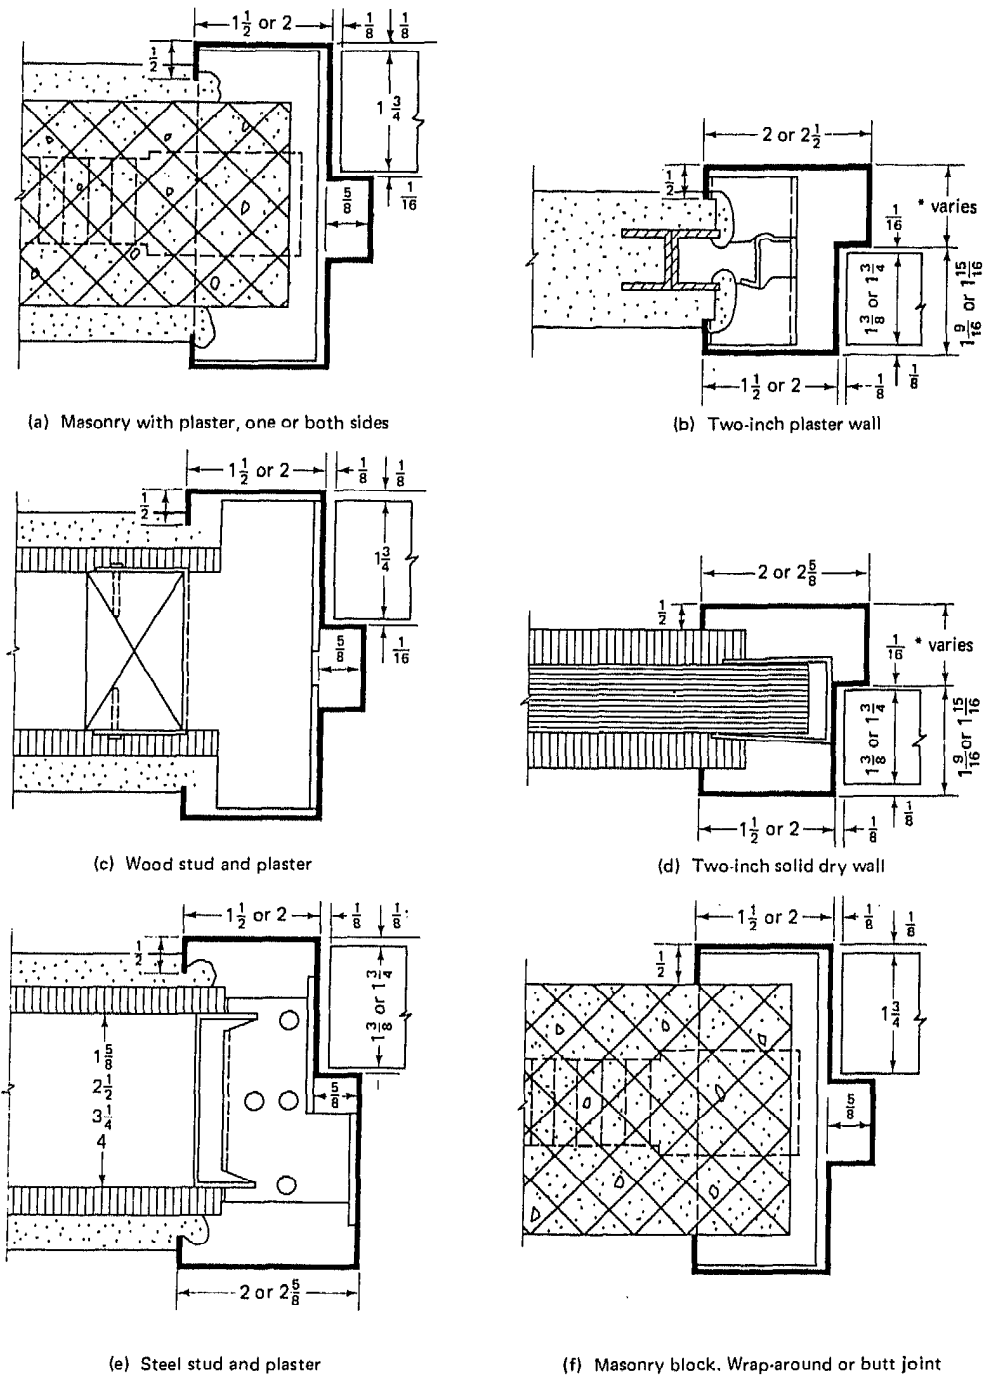 1 1/2 or 2
1/8
1/8
1/2
1 3/4
5/8
1/16
(a) Masonry with plaster, one or both sides
2 or 2 1/2
1/2
1/16
* varies
1 3/8 or 1 3/4
1 9/16 or 1 15/16
1 1/2 or 2
1/8
1/8
(b) Two-inch plaster wall
1 1/2 or 2
1/8
1/8
1/2
1 3/4
5/8
1/16
(c) Wood stud and plaster
2 or 2 5/8
1/2
1/16
* varies
1 3/8 or 1 3/4
1 9/16 or 1 15/16
1 1/2 or 2
1/8
1/8
(d) Two-inch solid dry wall
1 1/2 or 2
1/8
1/8
1/2
1 3/8 or 1 3/4
1 5/8
2 1/2
3 1/4
4
5/8
2 or 2 5/8
(e) Steel stud and plaster
1 1/2 or 2
1/8
1/8
1/2
1 3/4
5/8
(f) Masonry block. Wrap-around or butt joint